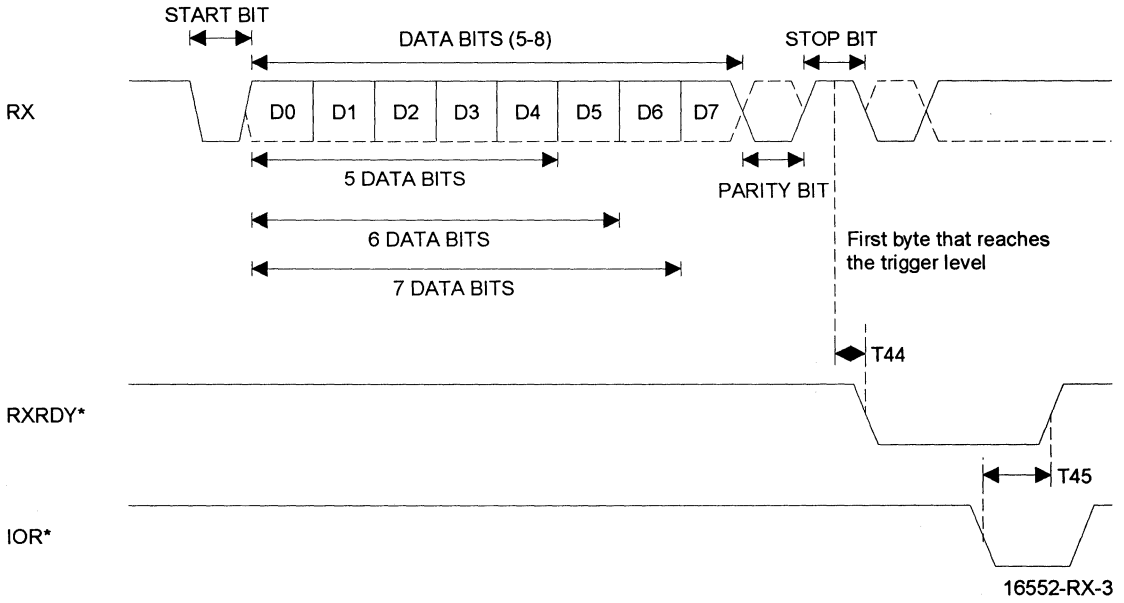 START BIT
DATA BITS (5-8)
STOP BIT
RX
D0 D1 D2 D3 D4 D5 D6 D7
5 DATA BITS
PARITY BIT
6 DATA BITS
First byte that reaches
the trigger level
7 DATA BITS
T44
RXRDY*
T45
IOR*
16552-RX-3